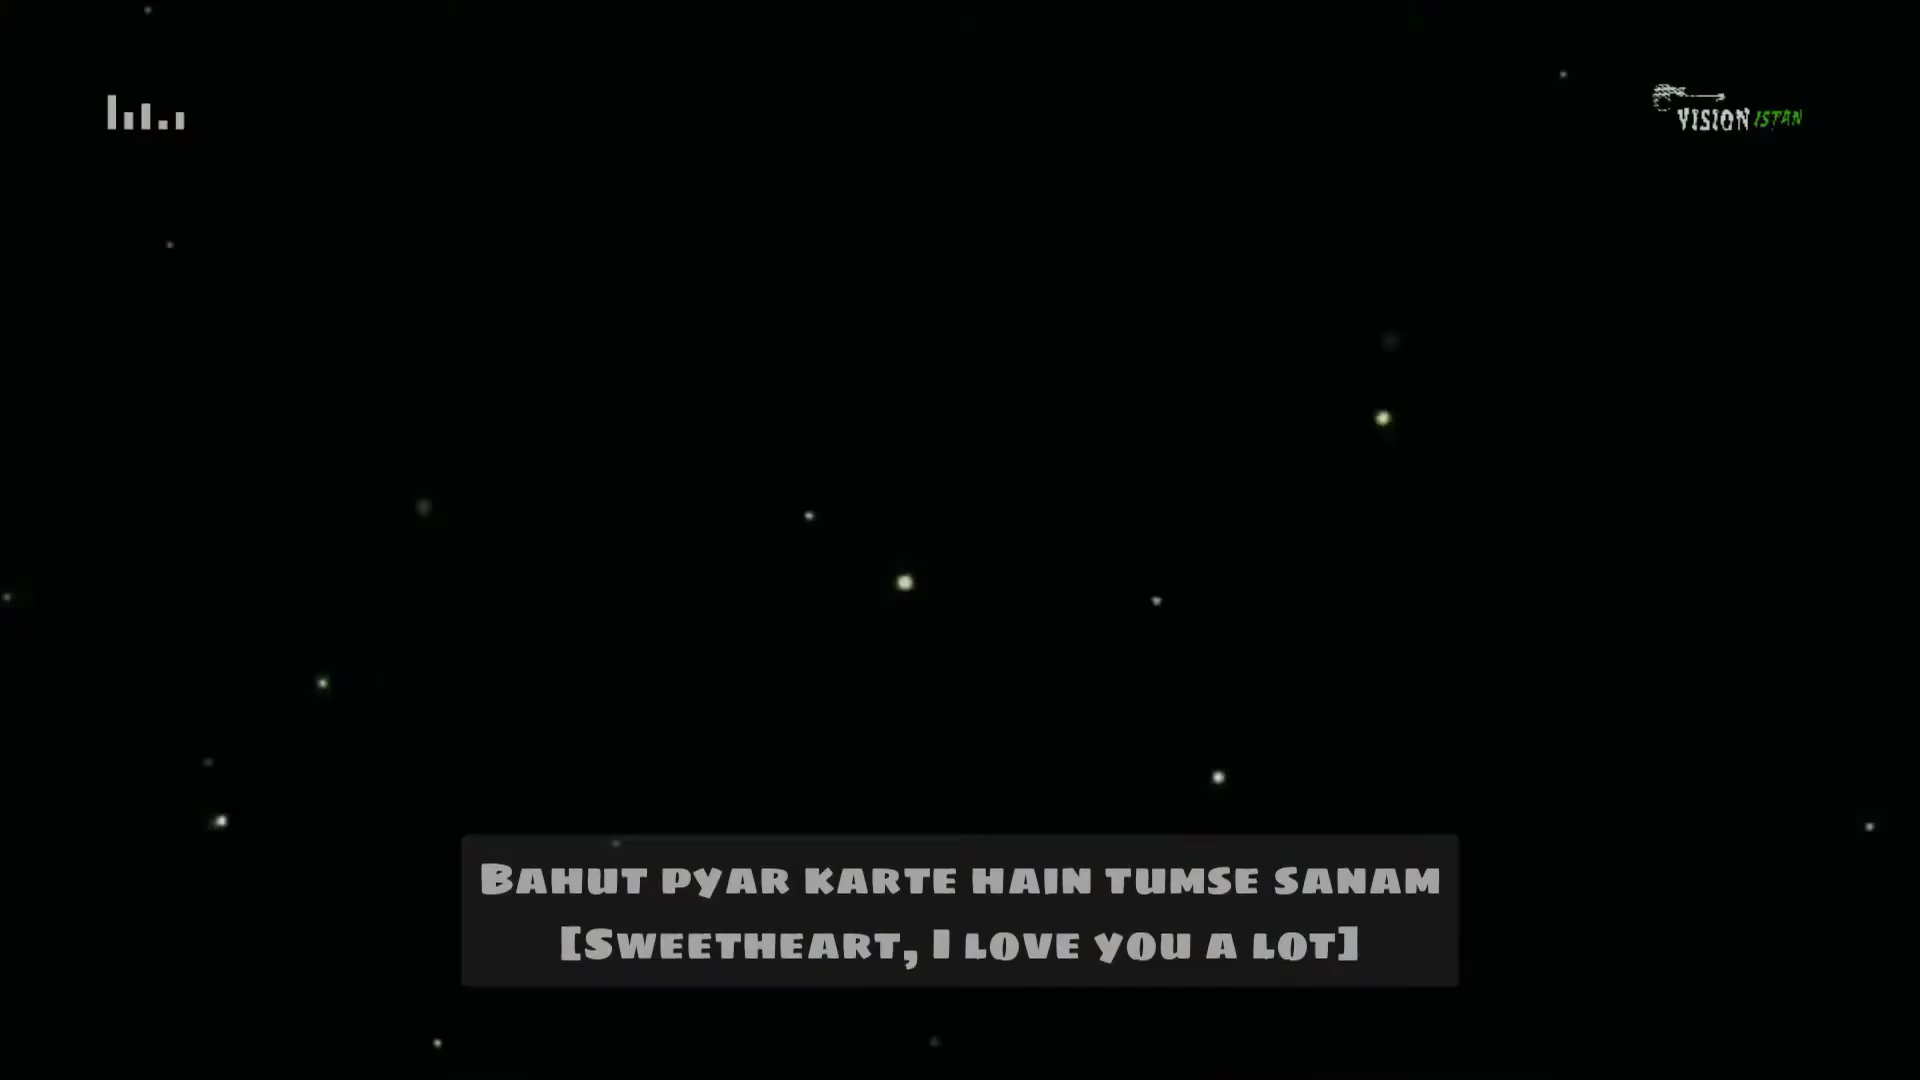 VISION ISTAN
Bahut pyar karte hain tumse sanam
[Sweetheart, I love you a lot]